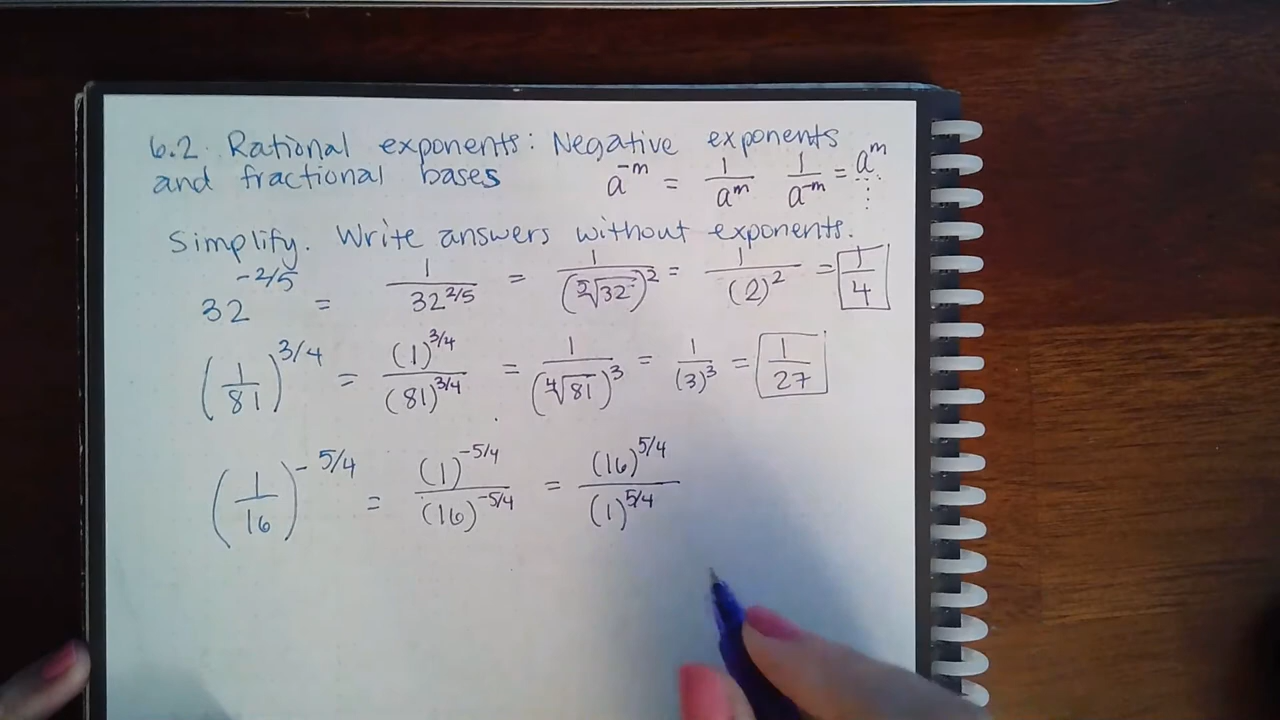 6.2 Rational exponents: Negative exponents
and fractional bases a^{-m} = 1/a^m 1/a^{-m} = a^m
Simplify. Write answers without exponents.
32^{-2/5} = 1/32^{2/5} = 1/(⁵√32)^2 = 1/(2)^2 = 1/4
(1/81)^{3/4} = (1)^{3/4}/(81)^{3/4} = 1/(⁴√81)^3 = 1/(3)^3 = 1/27
(1/16)^{-5/4} = (1)^{-5/4}/(16)^{-5/4} = (16)^{5/4}/(1)^{5/4}